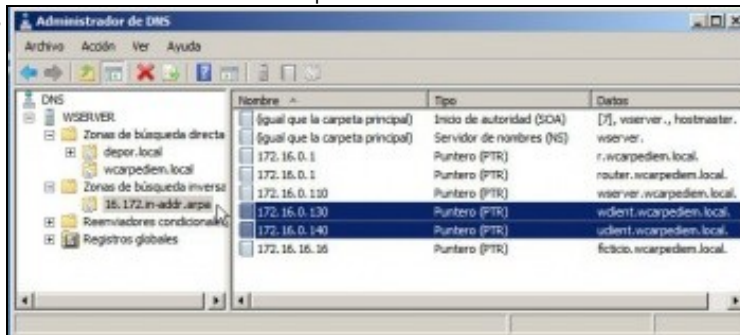 Administrador de DNS
Archivo Acción Ver Ayuda
DNS
WSERVER
Zonas de búsqueda directa
depor.local
wcarpediem.local
Zonas de búsqueda inversa
16.172.in-addr.arpa
Reenviadores condicional
Registros globales
Nombre Tipo Datos
(igual que la carpeta principal) Inicio de autoridad (SOA) [7], wserver., hostmaster.
(igual que la carpeta principal) Servidor de nombres (NS) wserver.
172.16.0.1 Puntero (PTR) r.wcarpediem.local.
172.16.0.1 Puntero (PTR) router.wcarpediem.local.
172.16.0.110 Puntero (PTR) wserver.wcarpediem.local.
172.16.0.130 Puntero (PTR) wclient.wcarpediem.local.
172.16.0.140 Puntero (PTR) uclient.wcarpediem.local.
172.16.16.16 Puntero (PTR) ficticio.wcarpediem.local.